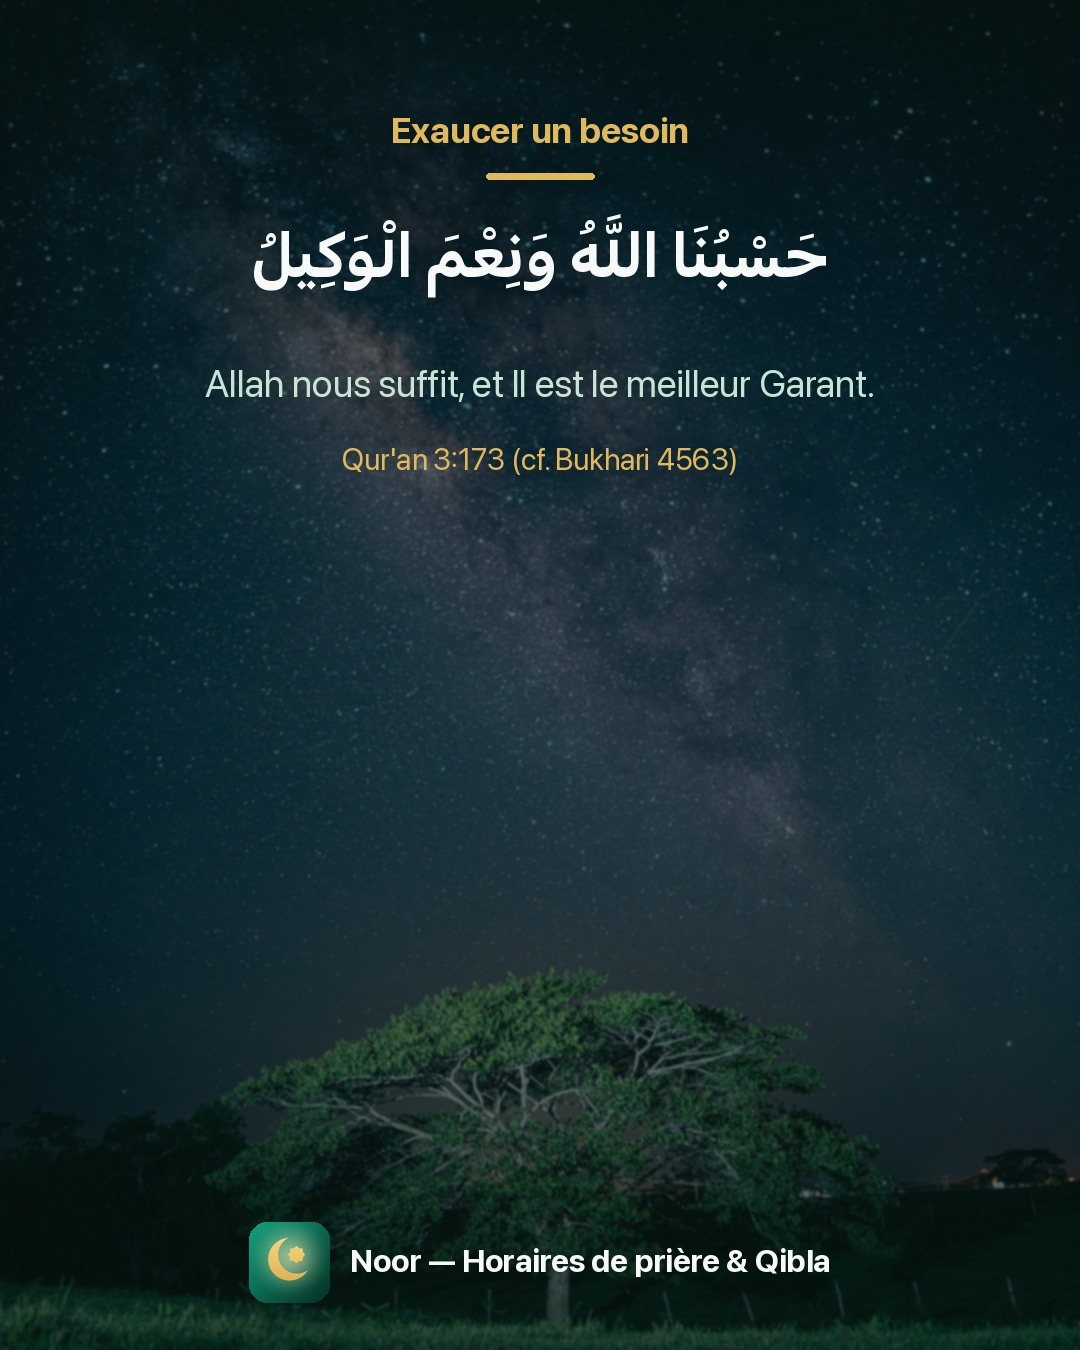 Exaucer un besoin
حَسْبُنَا اللَّهُ وَنِعْمَ الْوَكِيلُ
Allah nous suffit, et Il est le meilleur Garant.
Qur'an 3:173 (cf. Bukhari 4563)
Noor — Horaires de prière & Qibla